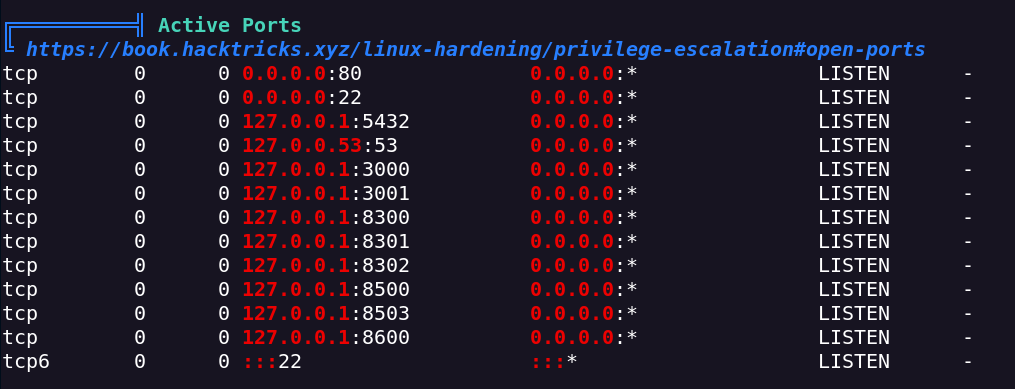 ╔══════════╣ Active Ports
╚ https://book.hacktricks.xyz/linux-hardening/privilege-escalation#open-ports
tcp        0      0 0.0.0.0:80              0.0.0.0:*               LISTEN      -
tcp        0      0 0.0.0.0:22              0.0.0.0:*               LISTEN      -
tcp        0      0 127.0.0.1:5432          0.0.0.0:*               LISTEN      -
tcp        0      0 127.0.0.53:53           0.0.0.0:*               LISTEN      -
tcp        0      0 127.0.0.1:3000          0.0.0.0:*               LISTEN      -
tcp        0      0 127.0.0.1:3001          0.0.0.0:*               LISTEN      -
tcp        0      0 127.0.0.1:8300          0.0.0.0:*               LISTEN      -
tcp        0      0 127.0.0.1:8301          0.0.0.0:*               LISTEN      -
tcp        0      0 127.0.0.1:8302          0.0.0.0:*               LISTEN      -
tcp        0      0 127.0.0.1:8500          0.0.0.0:*               LISTEN      -
tcp        0      0 127.0.0.1:8503          0.0.0.0:*               LISTEN      -
tcp        0      0 127.0.0.1:8600          0.0.0.0:*               LISTEN      -
tcp6       0      0 :::22                   :::*                    LISTEN      -